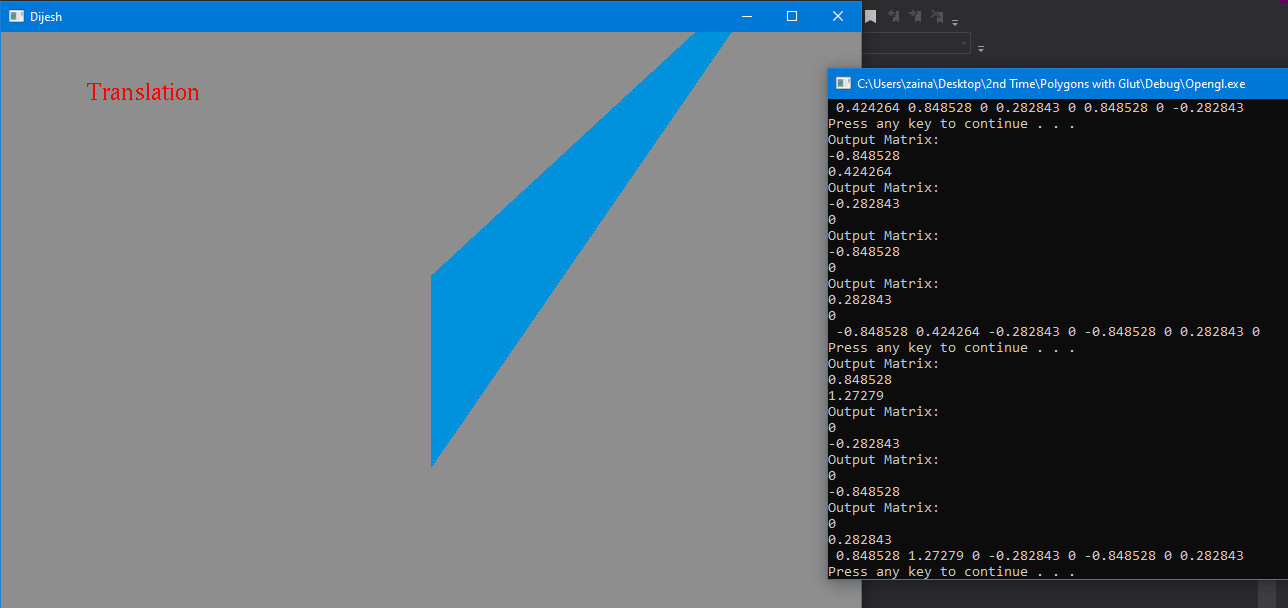 Dijesh
Translation
C:\Users\zaina\Desktop\2nd Time\Polygons with Glut\Debug\Opengl.exe
0.424264 0.848528 0 0.282843 0 0.848528 0 -0.282843
Press any key to continue . . .
Output Matrix:
-0.848528
0.424264
Output Matrix:
-0.282843
0
Output Matrix:
-0.848528
0
Output Matrix:
0.282843
0
-0.848528 0.424264 -0.282843 0 -0.848528 0 0.282843 0
Press any key to continue . . .
Output Matrix:
0.848528
1.27279
Output Matrix:
0
-0.282843
Output Matrix:
0
-0.848528
Output Matrix:
0
0.282843
0.848528 1.27279 0 -0.282843 0 -0.848528 0 0.282843
Press any key to continue . . .